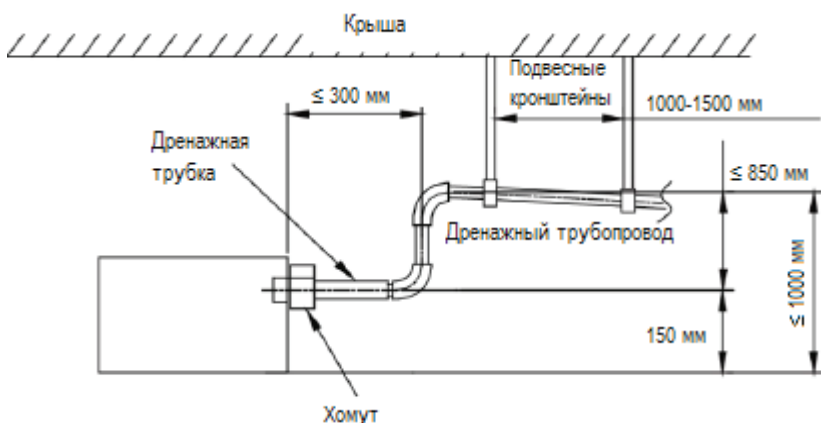 Крыша
Подвесные
кронштейны
≤ 300 мм
1000-1500 мм
Дренажная
трубка
≤ 850 мм
Дренажный трубопровод
≤ 1000 мм
150 мм
Хомут